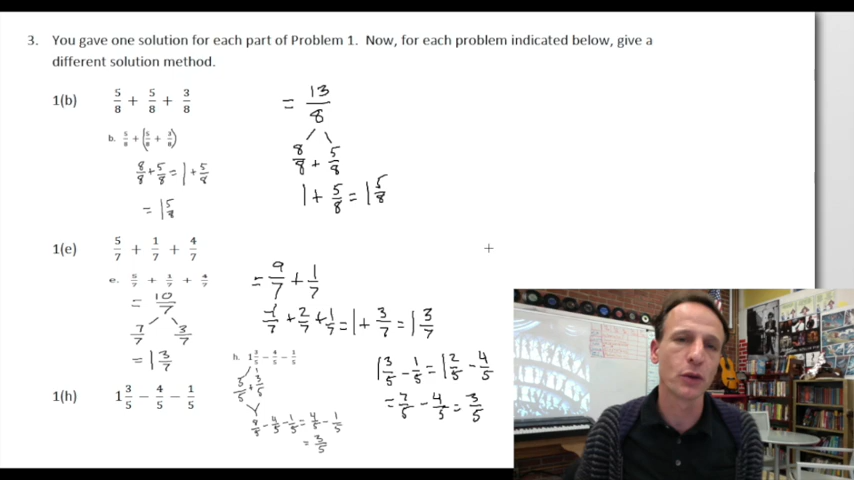 3. You gave one solution for each part of Problem 1. Now, for each problem indicated below, give a
different solution method.
1(b) 5/8 + 5/8 + 3/8
= 13/8
b. 5/8 + (5/8 + 3/8)
8/8 + 5/8
8/8 + 5/8 = 1 + 5/8
1 + 5/8 = 1 5/8
= 1 5/8
1(e) 5/7 + 1/7 + 4/7
e. 5/7 + 1/7 + 4/7
= 9/7 + 1/7
= 10/7
7/7 3/7
7/7 + 2/7 + 1/7 = 1 + 3/7 = 1 3/7
= 1 3/7
h. 1 3/5 - 4/5 - 1/5
1 3/5 - 1/5 = 1 2/5 - 4/5
5/5 + 3/5
1(h) 1 3/5 - 4/5 - 1/5
= 7/5 - 4/5 = 3/5
8/5 - 4/5 - 1/5 = 4/5 - 1/5
= 3/5